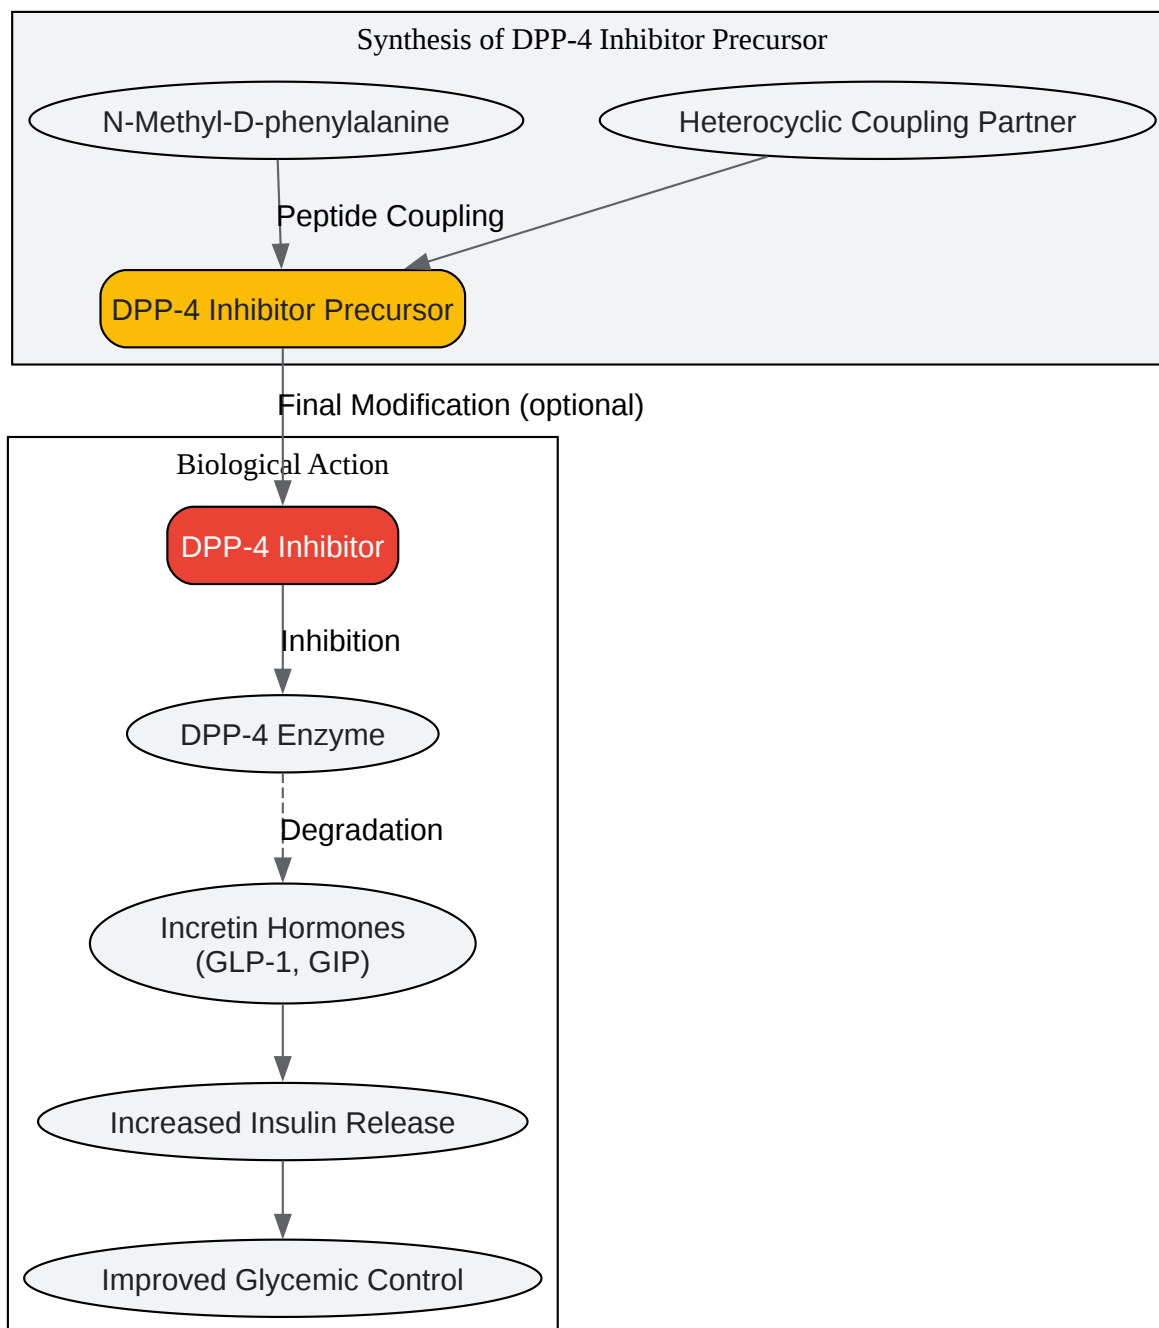 Synthesis of DPP-4 Inhibitor Precursor
N-Methyl-D-phenylalanine
Heterocyclic Coupling Partner
Peptide Coupling
DPP-4 Inhibitor Precursor
Final Modification (optional)
Biological Action
DPP-4 Inhibitor
Inhibition
DPP-4 Enzyme
Degradation
Incretin Hormones
(GLP-1, GIP)
Increased Insulin Release
Improved Glycemic Control